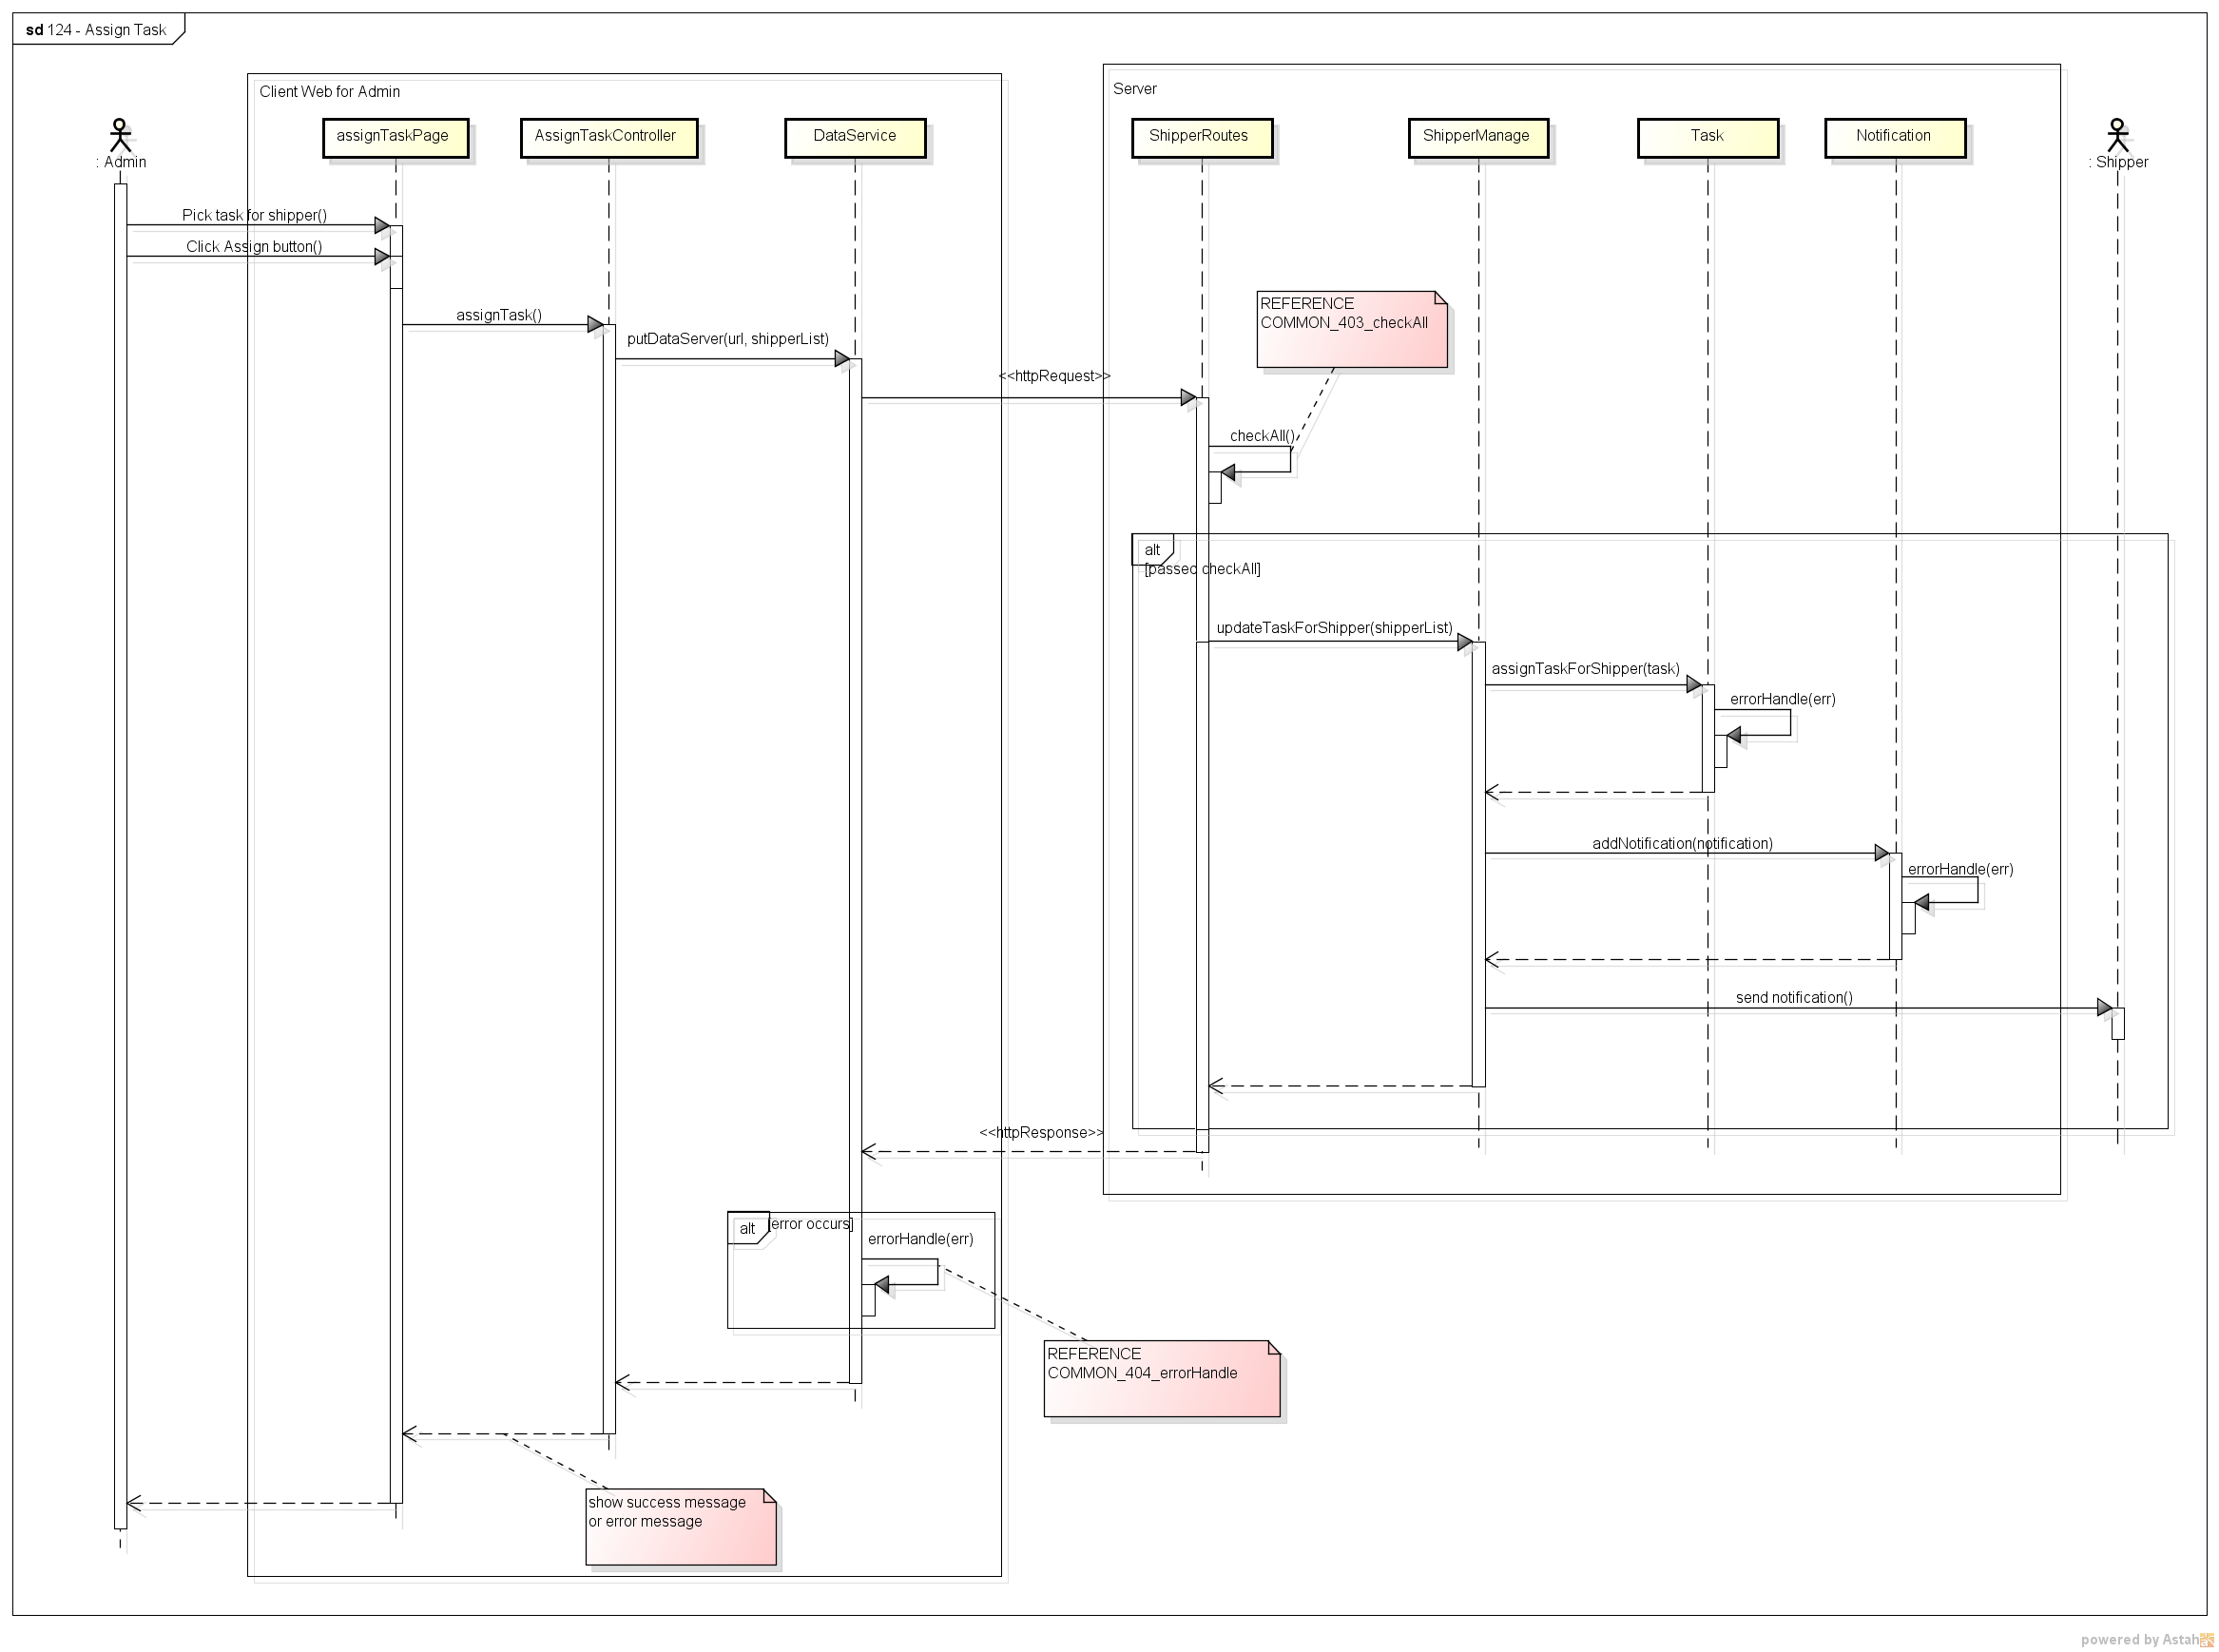 sd 124 - Assign Task
Client Web for Admin
Server
: Admin
assignTaskPage
AssignTaskController
DataService
ShipperRoutes
ShipperManage
Task
Notification
: Shipper
Pick task for shipper()
Click Assign button()
assignTask()
putDataServer(url, shipperList)
<<httpRequest>>
REFERENCE
COMMON_403_checkAll
checkAll()
alt
[passed checkAll]
updateTaskForShipper(shipperList)
assignTaskForShipper(task)
errorHandle(err)
addNotification(notification)
errorHandle(err)
send notification()
<<httpResponse>>
alt
[error occurs]
errorHandle(err)
REFERENCE
COMMON_404_errorHandle
show success message
or error message
powered by Astah